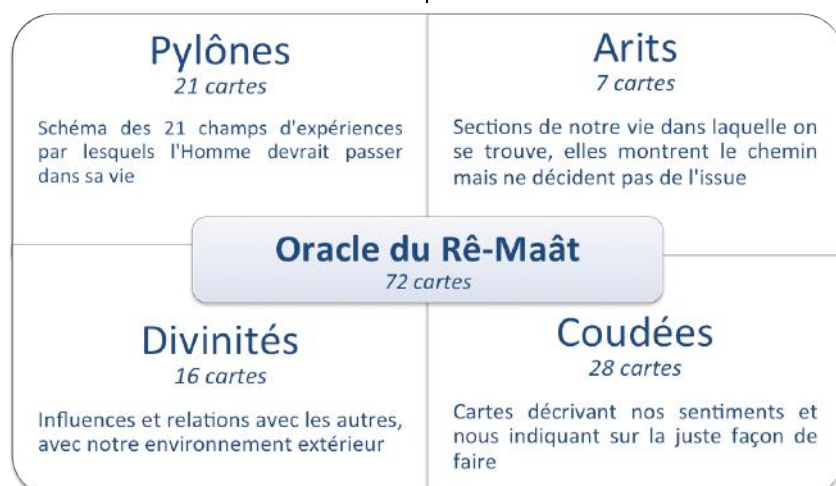 Pylônes
21 cartes
Schéma des 21 champs d'expériences
par lesquels l'Homme devrait passer
dans sa vie
Arits
7 cartes
Sections de notre vie dans laquelle on
se trouve, elles montrent le chemin
mais ne décident pas de l'issue
Oracle du Rê-Maât
72 cartes
Divinités
16 cartes
Influences et relations avec les autres,
avec notre environnement extérieur
Coudées
28 cartes
Cartes décrivant nos sentiments et
nous indiquant sur la juste façon de
faire